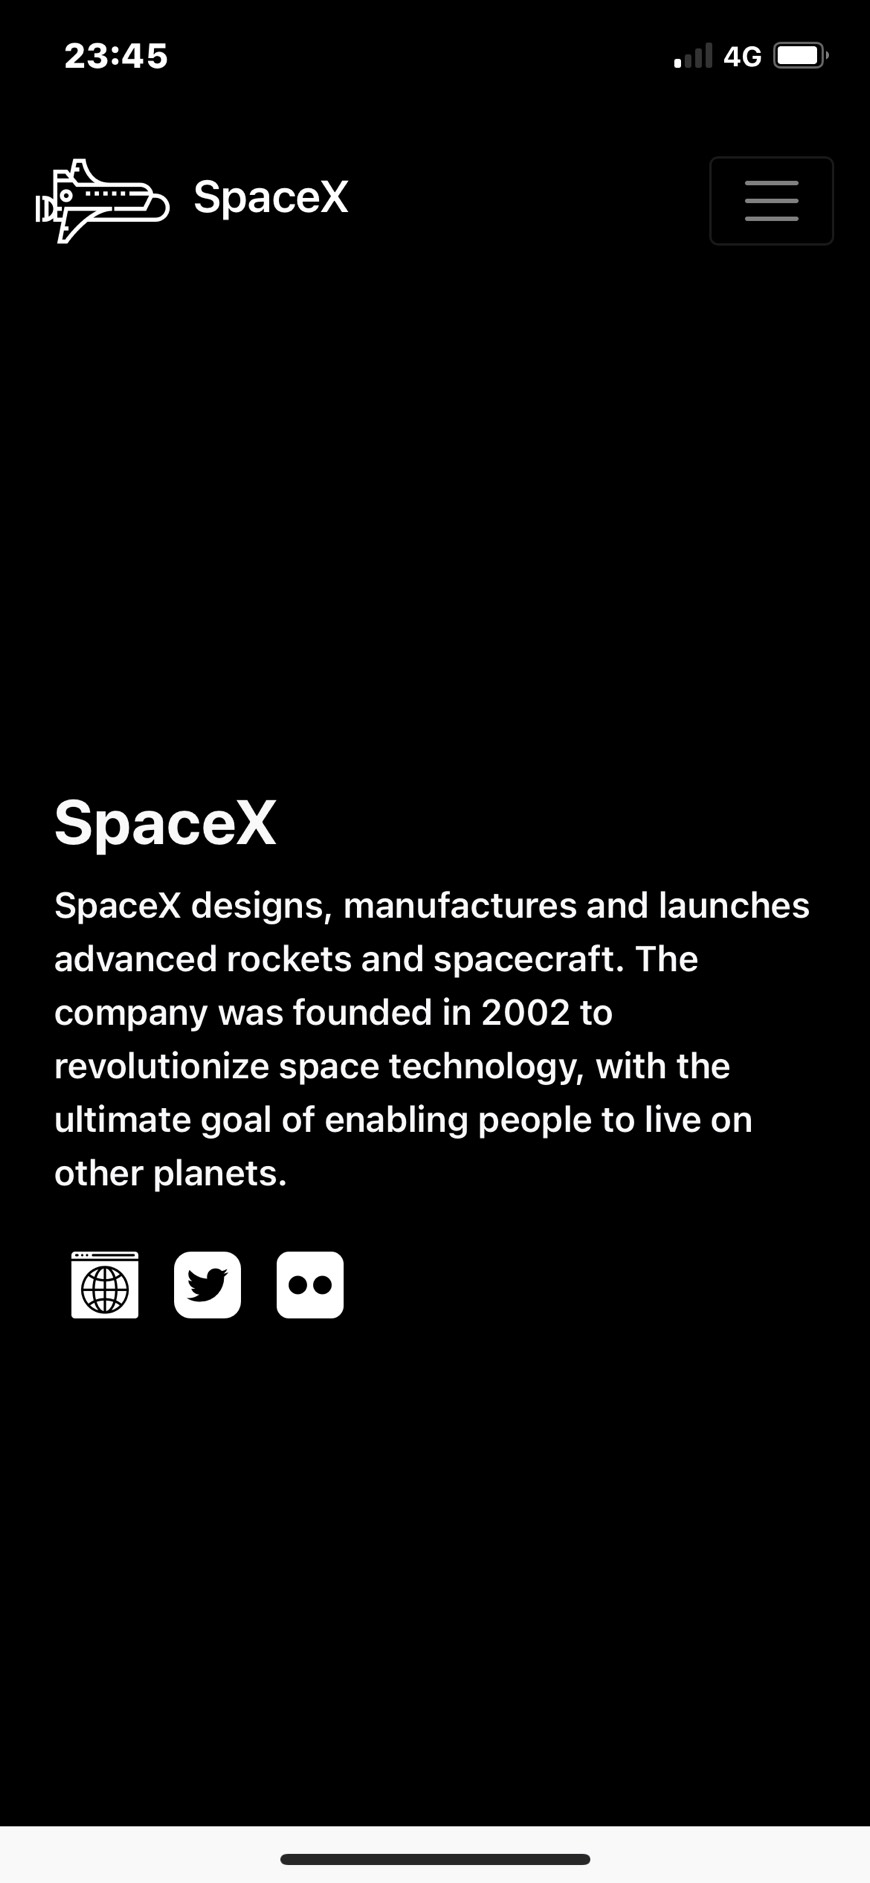 23:45
4G
SpaceX
SpaceX
SpaceX designs, manufactures and launches
advanced rockets and spacecraft. The
company was founded in 2002 to
revolutionize space technology, with the
ultimate goal of enabling people to live on
other planets.